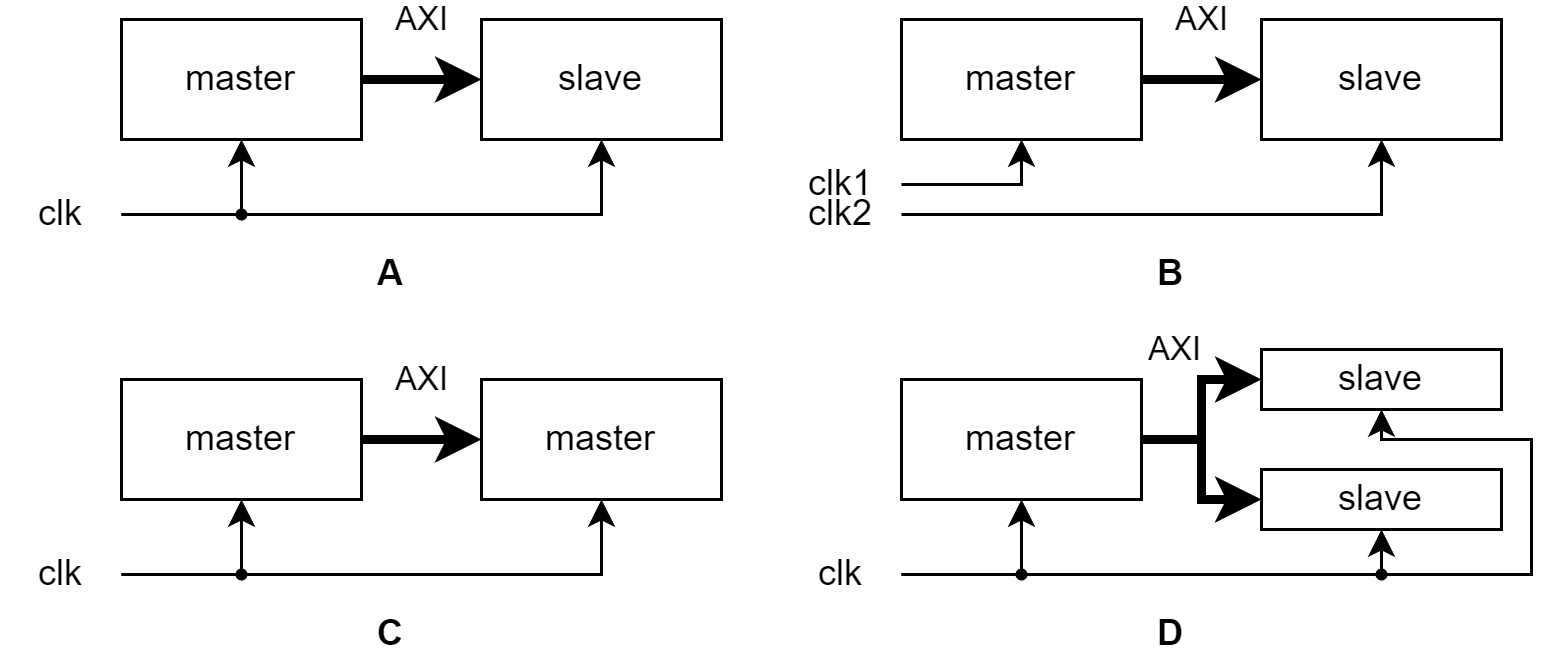 AXI
master
slave
clk
A
AXI
master
slave
clk1
clk2
B
AXI
master
master
clk
C
AXI
master
slave
slave
clk
D